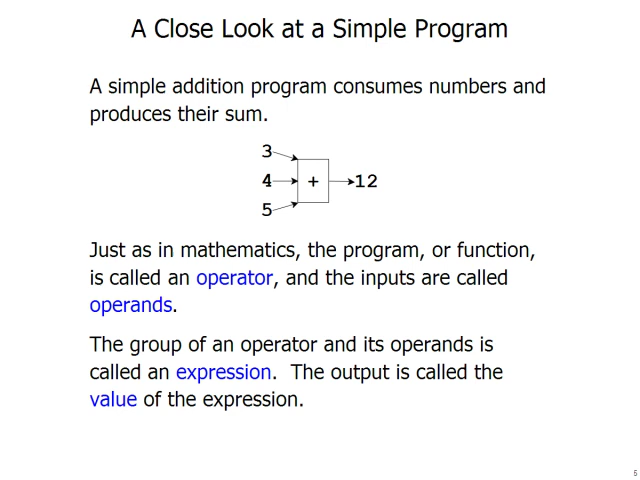 A Close Look at a Simple Program
A simple addition program consumes numbers and
produces their sum.
3
4
+
12
5
Just as in mathematics, the program, or function,
is called an operator, and the inputs are called
operands.
The group of an operator and its operands is
called an expression.  The output is called the
value of the expression.
5